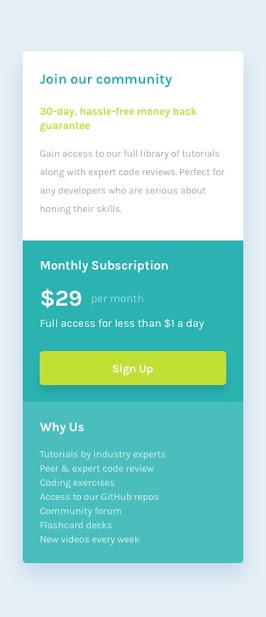 Join our community
30-day, hassle-free money back
guarantee
Gain access to our full library of tutorials
along with expert code reviews. Perfect for
any developers who are serious about
honing their skills.
Monthly Subscription
$29 per month
Full access for less than $1 a day
Sign Up
Why Us
Tutorials by industry experts
Peer & expert code review
Coding exercises
Access to our GitHub repos
Community forum
Flashcard decks
New videos every week